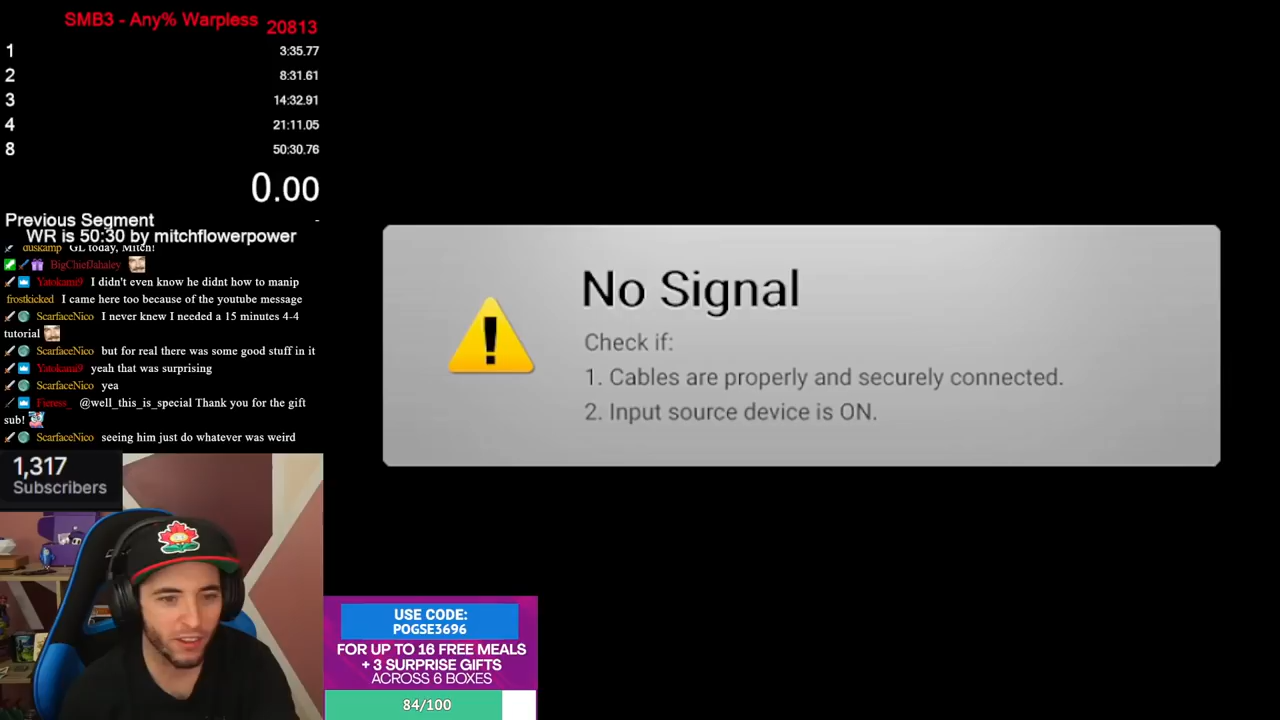 SMB3 - Any% Warpless
20813
1 3:35.77
2 8:31.61
3 14:32.91
4 21:11.05
8 50:30.76
0.00
Previous Segment -
WR is 50:30 by mitchflowerpower
duskamp GL today, Mitch!
BigChiefJahaley
Yatokami9 I didn't even know he didnt how to manip
frostkicked I came here too because of the youtube message
ScarfaceNico I never knew I needed a 15 minutes 4-4
tutorial
ScarfaceNico but for real there was some good stuff in it
Yatokami9 yeah that was surprising
ScarfaceNico yea
@well_this_is_special Thank you for the gift
sub!
ScarfaceNico seeing him just do whatever was weird
1,317
Subscribers
No Signal
Check if:
1. Cables are properly and securely connected.
2. Input source device is ON.
USE CODE:
POGSE3696
FOR UP TO 16 FREE MEALS
+ 3 SURPRISE GIFTS
ACROSS 6 BOXES
84/100